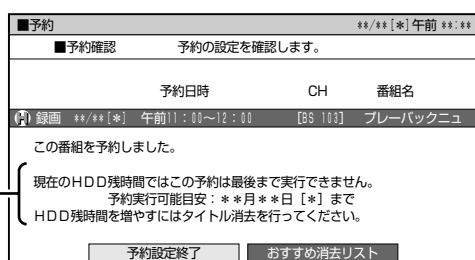 ■予約 **/**[*]午前 **:**
■予約確認 予約の設定を確認します。
予約日時 CH 番組名
Ⓗ 録画 **/**[*] 午前11:00〜12:00 [BS 103] プレーバックニュ
この番組を予約しました。
現在のHDD残時間ではこの予約は最後まで実行できません。
予約実行可能目安:**月**日[*]まで
HDD残時間を増やすにはタイトル消去を行ってください。
予約設定終了 おすすめ消去リスト